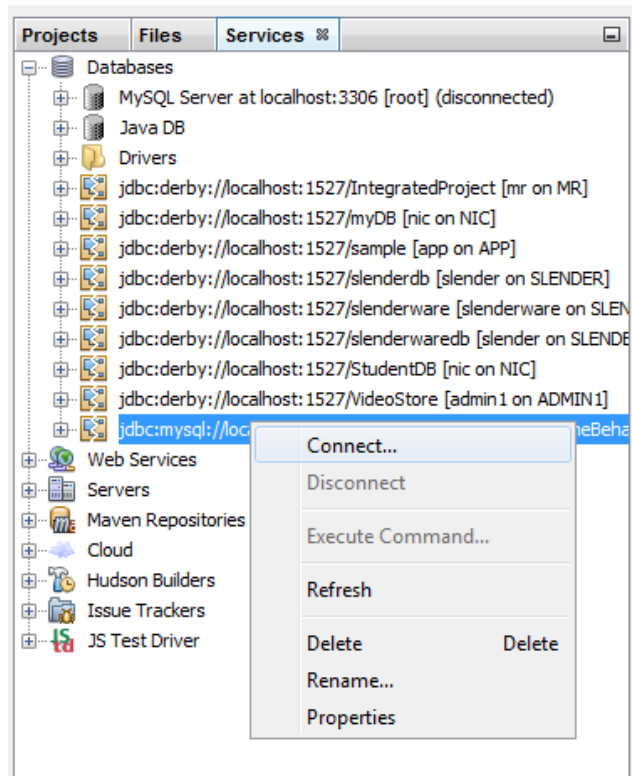 Projects Files Services
Databases
MySQL Server at localhost:3306 [root] (disconnected)
Java DB
Drivers
jdbc:derby://localhost:1527/IntegratedProject [mr on MR]
jdbc:derby://localhost:1527/myDB [nic on NIC]
jdbc:derby://localhost:1527/sample [app on APP]
jdbc:derby://localhost:1527/slenderdb [slender on SLENDER]
jdbc:derby://localhost:1527/slenderware [slenderware on SLEN
jdbc:derby://localhost:1527/slenderwaredb [slender on SLENDE
jdbc:derby://localhost:1527/StudentDB [nic on NIC]
jdbc:derby://localhost:1527/VideoStore [admin1 on ADMIN1]
jdbc:mysql://loc neBeha
Web Services
Servers
Maven Repositories
Cloud
Hudson Builders
Issue Trackers
JS Test Driver
Connect...
Disconnect
Execute Command...
Refresh
Delete Delete
Rename...
Properties